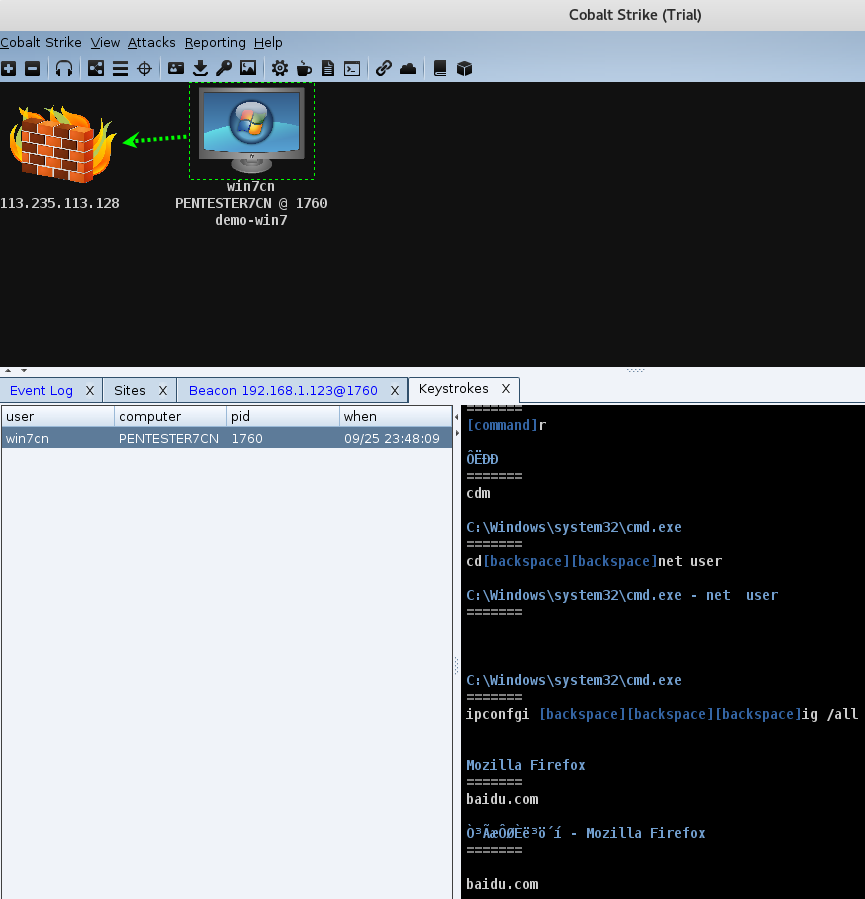 Cobalt Strike (Trial)
Cobalt Strike View Attacks Reporting Help
win7cn
113.235.113.128 PENTESTER7CN @ 1760
demo-win7
Event Log X Sites X Beacon 192.168.1.123@1760 X Keystrokes X
user computer pid when
win7cn PENTESTER7CN 1760 09/25 23:48:09
=======
[command]r
ÔËÐÐ
=======
cdm
C:\Windows\system32\cmd.exe
=======
cd[backspace][backspace]net user
C:\Windows\system32\cmd.exe - net  user
=======
C:\Windows\system32\cmd.exe
=======
ipconfgi [backspace][backspace][backspace]ig /all
Mozilla Firefox
=======
baidu.com
Ò³ÃæÔØÈë³ö´í - Mozilla Firefox
=======
baidu.com